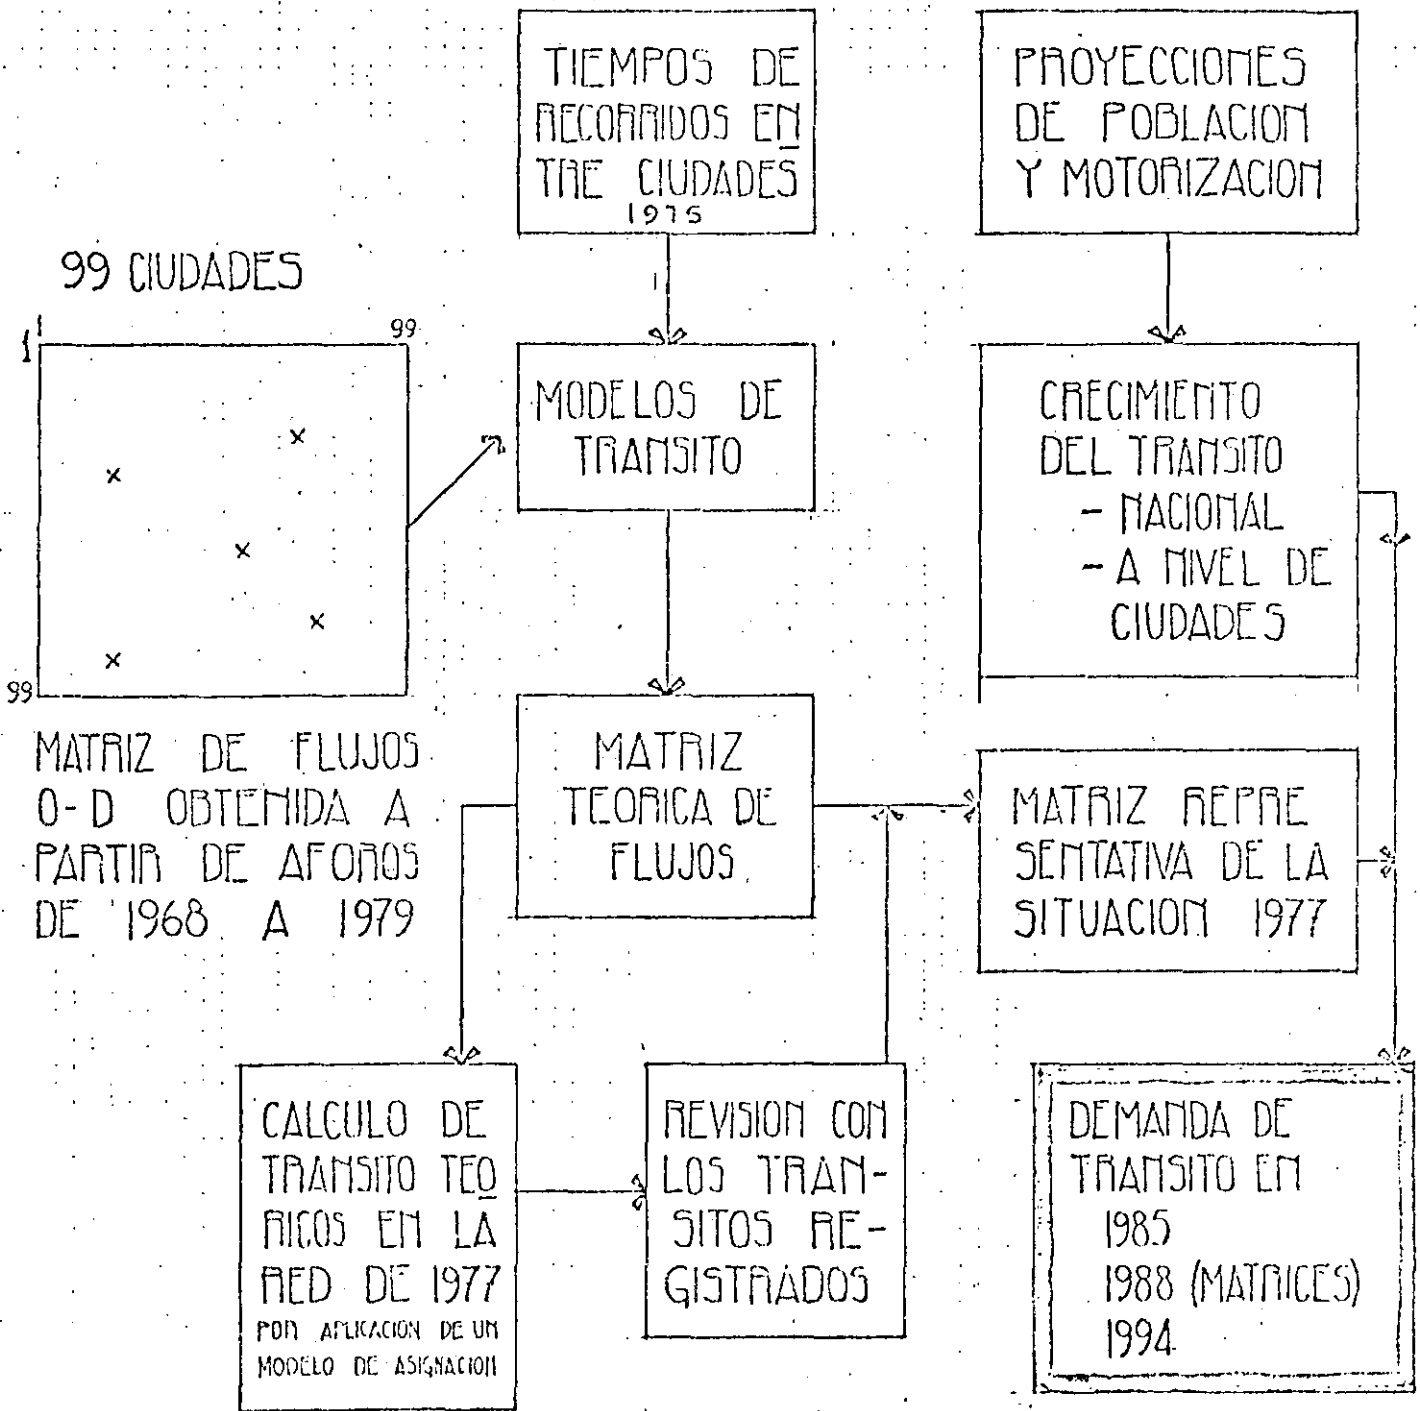 TIEMPOS DE
RECORRIDOS EN
TRE CIUDADES
1975
PROYECCIONES
DE POBLACION
Y MOTORIZACION
99 CIUDADES
1
99
99
MODELOS DE
TRANSITO
CRECIMIENTO
DEL TRANSITO
- NACIONAL
- A NIVEL DE
CIUDADES
MATRIZ DE FLUJOS
O-D OBTENIDA A
PARTIR DE AFOROS
DE 1968 A 1979
MATRIZ
TEORICA DE
FLUJOS
MATRIZ REPRE
SENTATIVA DE LA
SITUACION 1977
CALCULO DE
TRANSITO TEO
RICOS EN LA
RED DE 1977
POR APLICACION DE UN
MODELO DE ASIGNACION
REVISION CON
LOS TRAN-
SITOS RE-
GISTRADOS
DEMANDA DE
TRANSITO EN
1985
1988 (MATRICES)
1994